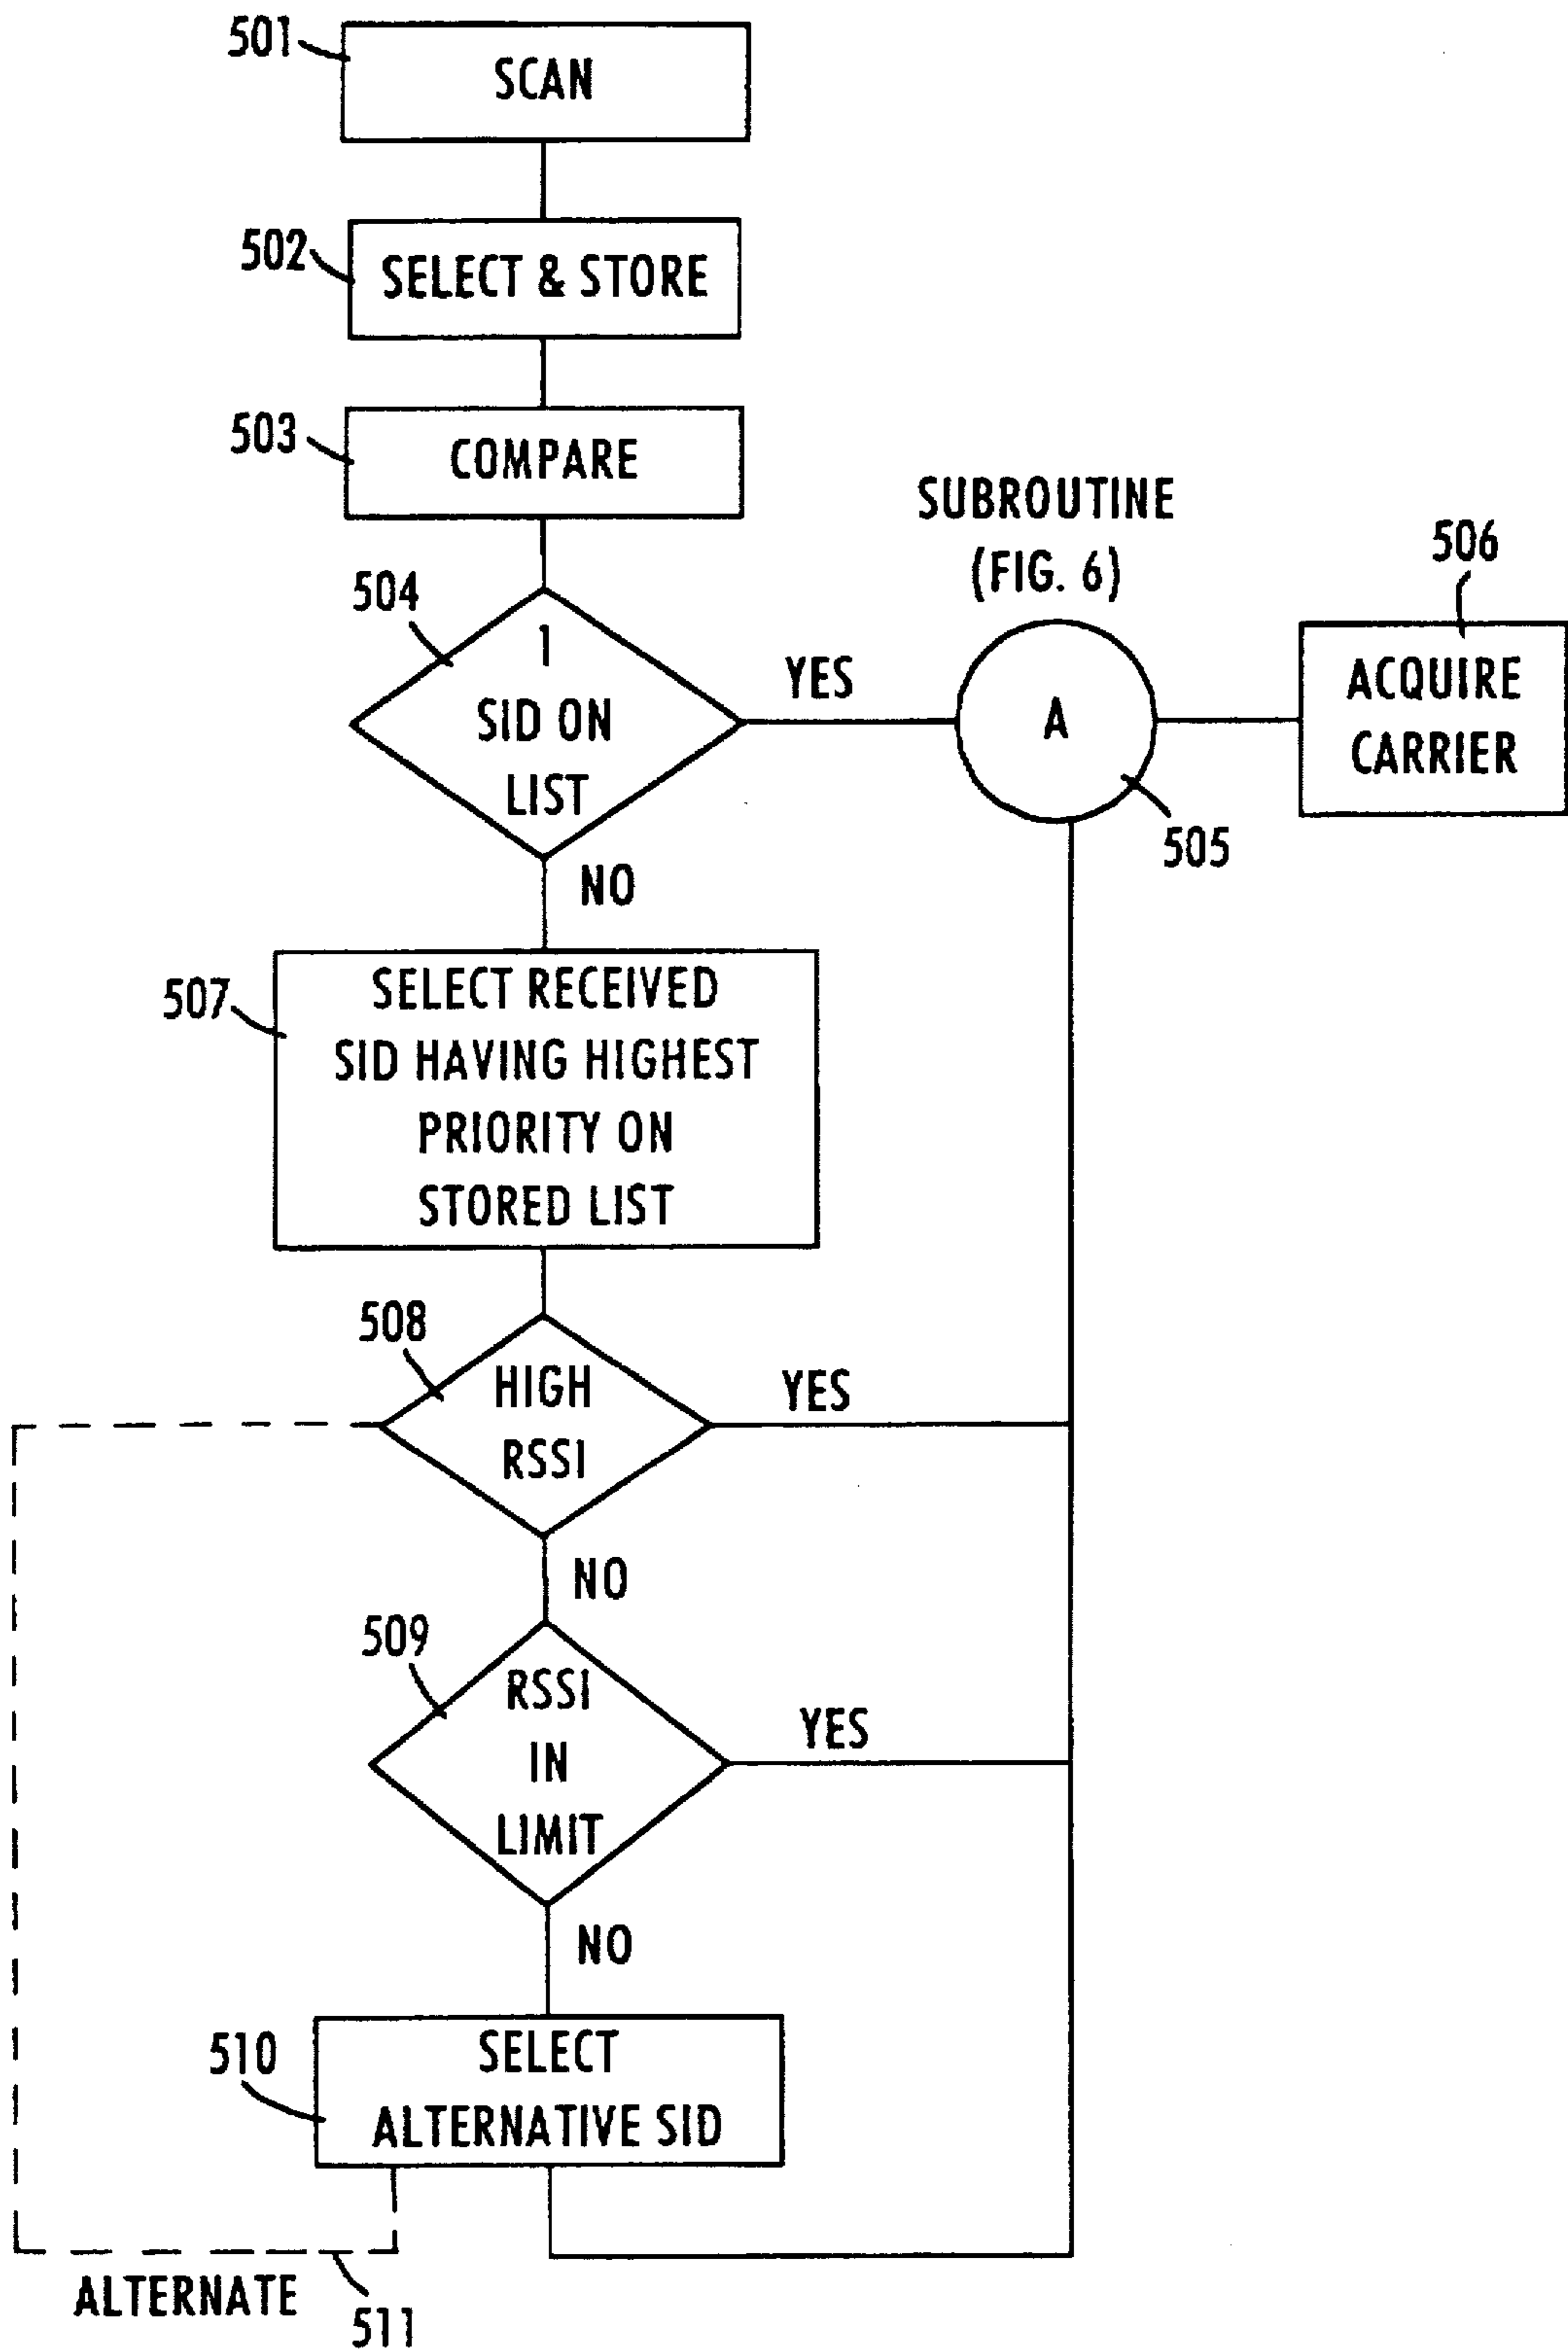 501
SCAN
502
SELECT & STORE
503
COMPARE
SUBROUTINE
(FIG. 6)
504
1
SID ON
LIST
YES
A
505
506
ACQUIRE
CARRIER
NO
507
SELECT RECEIVED
SID HAVING HIGHEST
PRIORITY ON
STORED LIST
508
HIGH
RSSI
YES
NO
509
RSSI
IN
LIMIT
YES
NO
510
SELECT
ALTERNATIVE SID
ALTERNATE
511